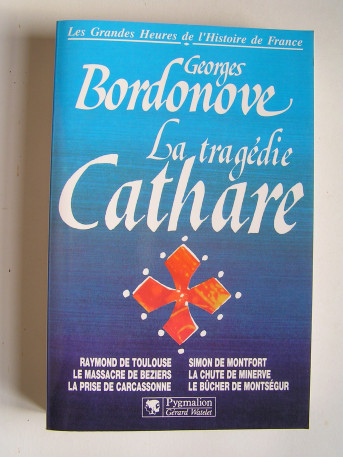 Les Grandes Heures de l'Histoire de France
Georges
Bordonove
La tragédie
Cathare
RAYMOND DE TOULOUSE
LE MASSACRE DE BEZIERS
LA PRISE DE CARCASSONNE
SIMON DE MONTFORT
LA CHUTE DE MINERVE
LE BÛCHER DE MONTSÉGUR
Pygmalion
Gérard Watelet